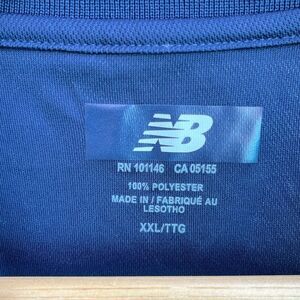 NB
RN 101146 CA 05155
100% POLYESTER
MADE IN / FABRIQUÉ AU
LESOTHO
XXL/TTG